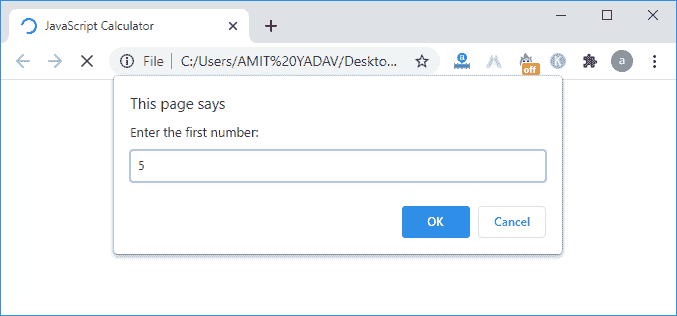 JavaScript Calculator
File
C:/Users/AMIT%20YADAV/Deskto...
a
off
K
a
This page says
Enter the first number:
5
OK
Cancel